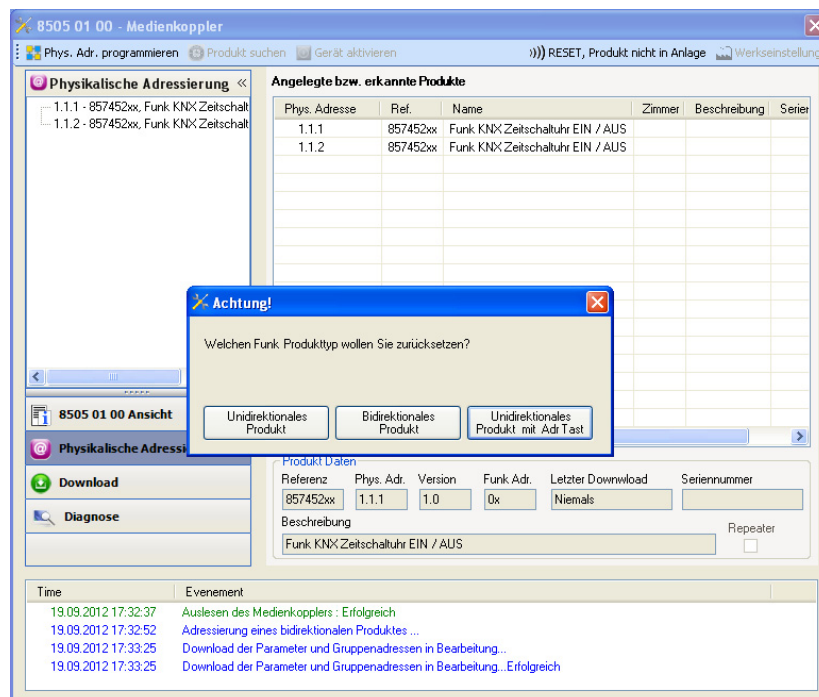 8505 01 00 - Medienkoppler
Phys. Adr. programmieren Produkt suchen Gerät aktivieren ))) RESET, Produkt nicht in Anlage Werkseinstellung
Physikalische Adressierung «
1.1.1 - 857452xx, Funk KNX Zeitschalt
1.1.2 - 857452xx, Funk KNX Zeitschalt
Angelegte bzw. erkannte Produkte
Phys. Adresse Ref. Name Zimmer Beschreibung Serier
1.1.1 857452xx Funk KNX Zeitschaltuhr EIN / AUS
1.1.2 857452xx Funk KNX Zeitschaltuhr EIN / AUS
Achtung!
Welchen Funk Produkttyp wollen Sie zurücksetzen?
Unidirektionales
Produkt
Bidirektionales
Produkt
Unidirektionales
Produkt mit Adr Tast
8505 01 00 Ansicht
Physikalische Adressi
Download
Diagnose
Produkt Daten
Referenz Phys. Adr. Version Funk Adr. Letzter Downwload Seriennummer
857452xx 1.1.1 1.0 0x Niemals
Beschreibung
Repeater
Funk KNX Zeitschaltuhr EIN / AUS
Time Evenement
19.09.2012 17:32:37 Auslesen des Medienkopplers : Erfolgreich
19.09.2012 17:32:52 Adressierung eines bidirektionalen Produktes ...
19.09.2012 17:33:25 Download der Parameter und Gruppenadressen in Bearbeitung...
19.09.2012 17:33:25 Download der Parameter und Gruppenadressen in Bearbeitung...Erfolgreich